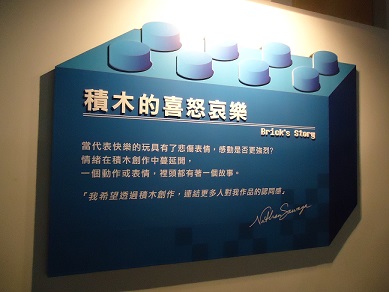 積木的喜怒哀樂
Brick's Story
當代表快樂的玩具有了悲傷表情，感動是否更強烈？
情緒在積木創作中蔓延開，
一個動作或表情，裡頭都有著一個故事。
「我希望透過積木創作，連結更多人對我作品的認同感」
Nathan Sawaya